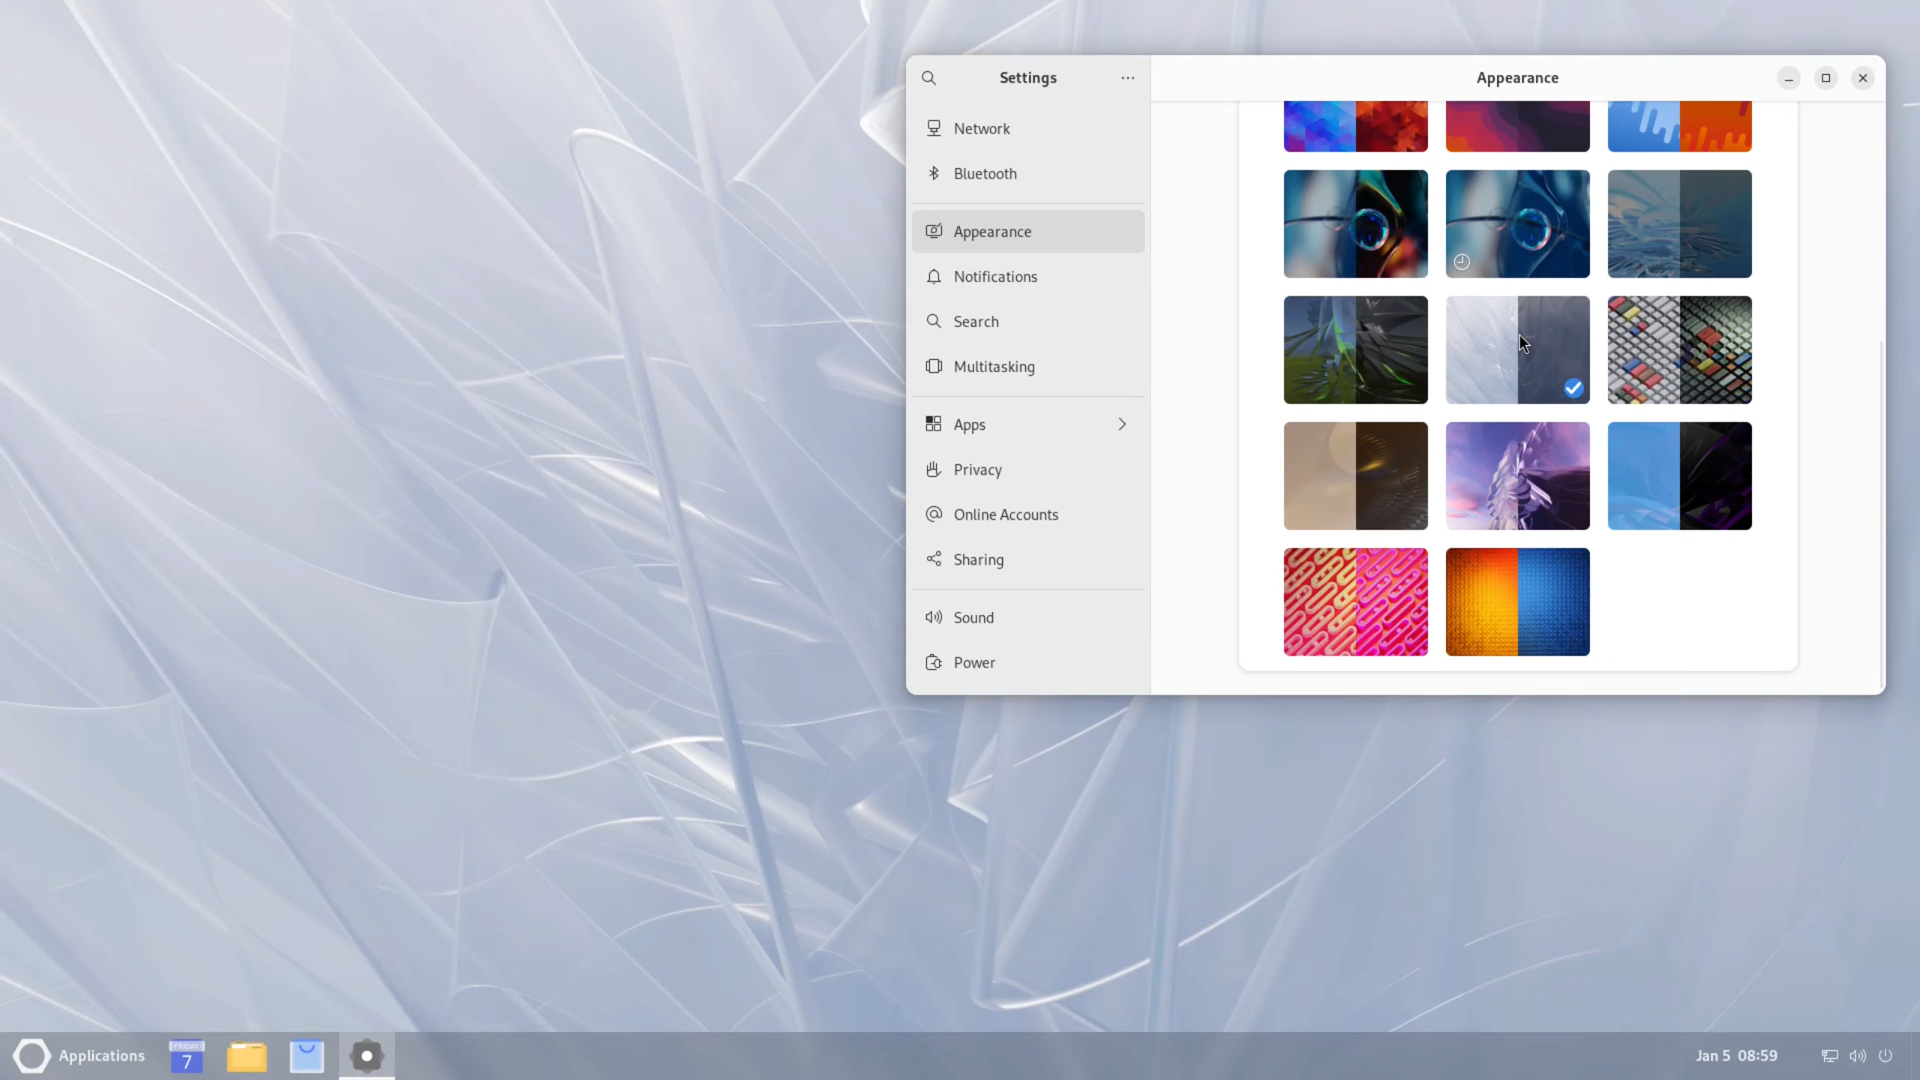 Settings
Appearance
Network
Bluetooth
Appearance
Notifications
Search
Multitasking
Apps
Privacy
Online Accounts
Sharing
Sound
Power
Applications
FRIDAY
7
Jan 5 08:59